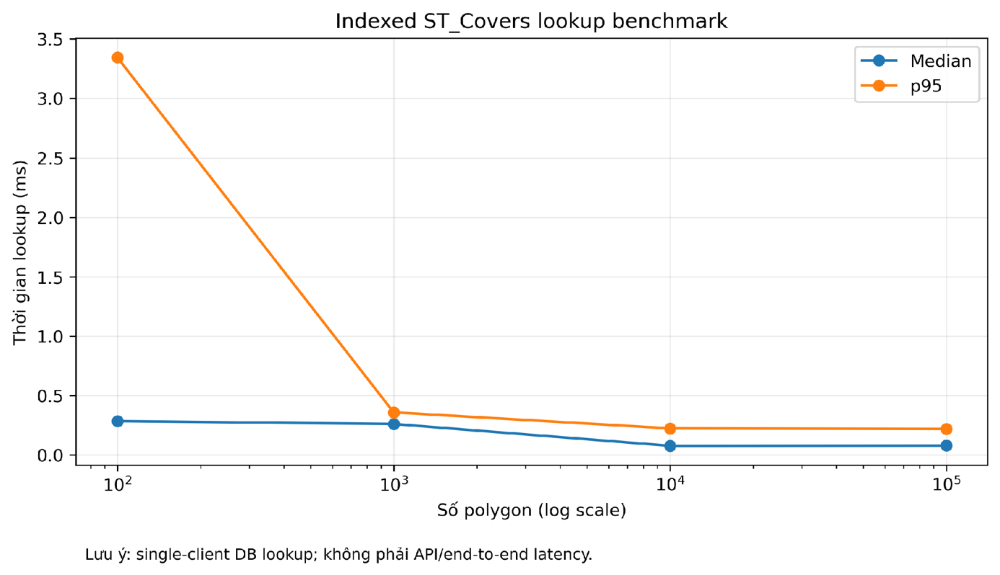 Indexed ST_Covers lookup benchmark
3.5
3.0
2.5
2.0
1.5
1.0
0.5
0.0
Thời gian lookup (ms)
Median
p95
10² 10³ 10⁴ 10⁵
Số polygon (log scale)
Lưu ý: single-client DB lookup; không phải API/end-to-end latency.